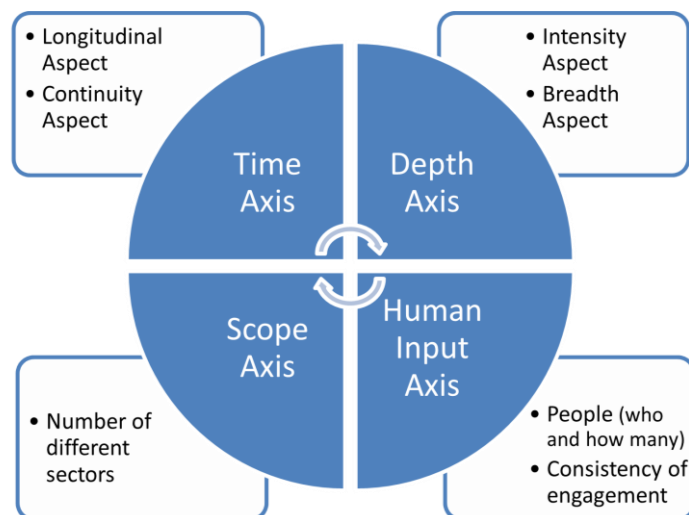 • Longitudinal
Aspect
• Continuity
Aspect
• Intensity
Aspect
• Breadth
Aspect
Time
Axis
Depth
Axis
Scope
Axis
Human
Input
Axis
• Number of
different
sectors
• People (who
and how many)
• Consistency of
engagement